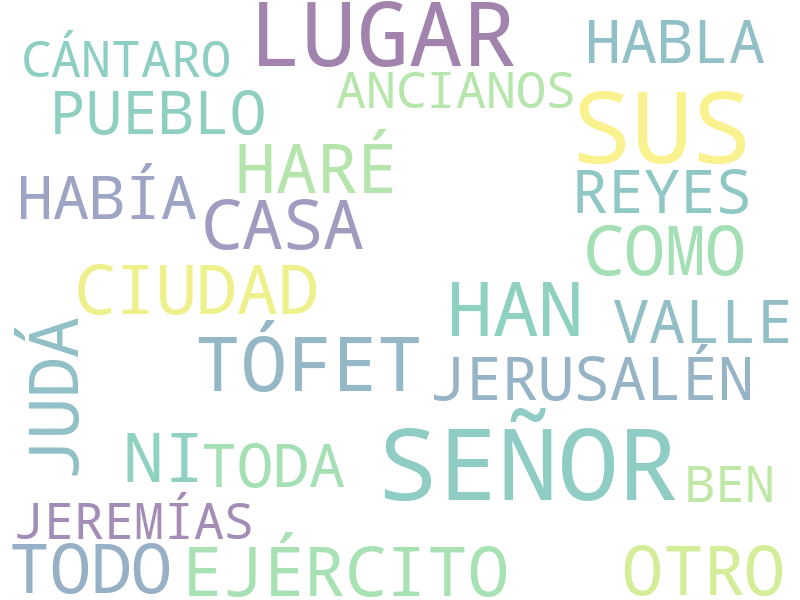 LUGAR
HABLA
CÁNTARO
ANCIANOS
PUEBLO
SUS
HARÉ
HABÍA
REYES
CASA
COMO
CIUDAD
HAN
VALLE
TÓFET
JERUSALÉN
JUDÁ
NI
TODA
SEÑOR
BEN
JEREMÍAS
TODO
EJÉRCITO
OTRO